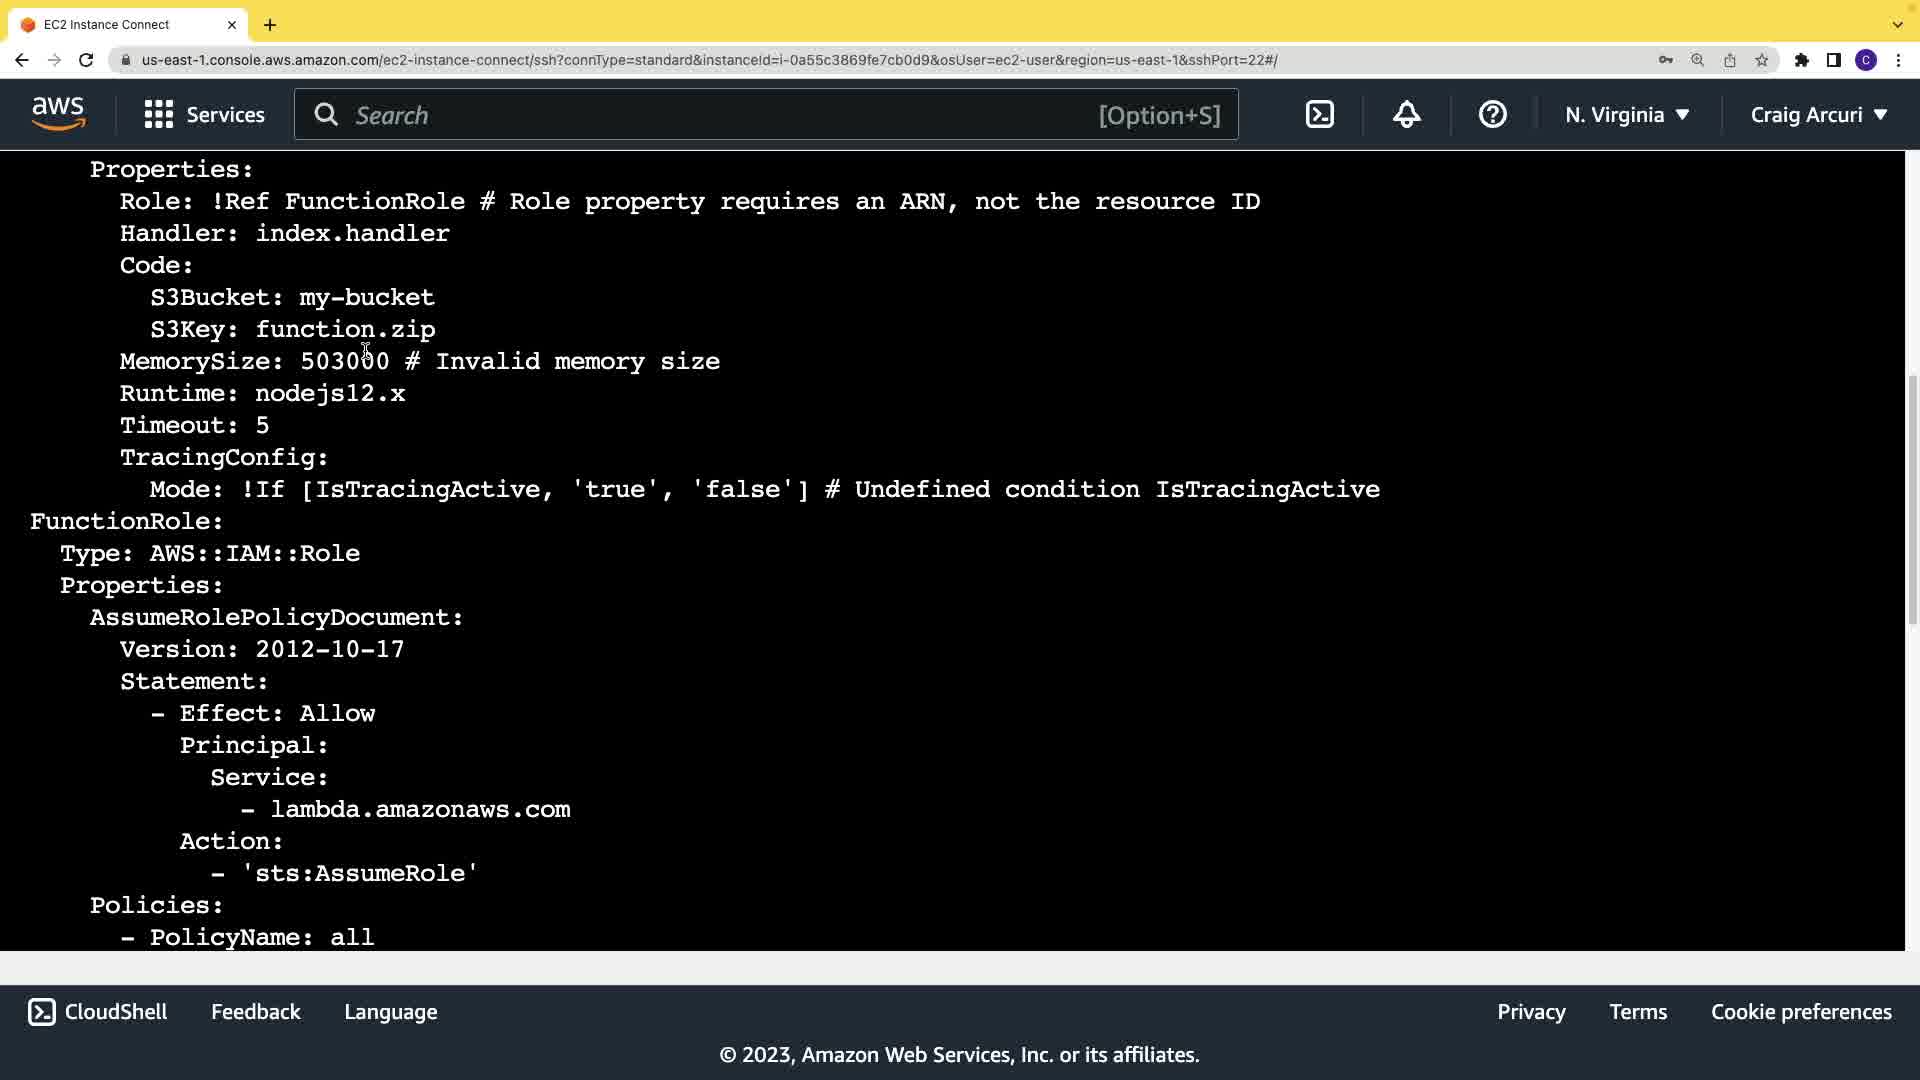 EC2 Instance Connect
us-east-1.console.aws.amazon.com/ec2-instance-connect/ssh?connType=standard&instanceId=i-0a55c3869fe7cb0d9&osUser=ec2-user&region=us-east-1&sshPort=22#/
C
aws
Services
Search
[Option+S]
N. Virginia
Craig Arcuri
Properties:
Role: !Ref FunctionRole # Role property requires an ARN, not the resource ID
Handler: index.handler
Code:
S3Bucket: my-bucket
S3Key: function.zip
MemorySize: 503000 # Invalid memory size
Runtime: nodejs12.x
Timeout: 5
TracingConfig:
Mode: !If [IsTracingActive, 'true', 'false'] # Undefined condition IsTracingActive
FunctionRole:
Type: AWS::IAM::Role
Properties:
AssumeRolePolicyDocument:
Version: 2012-10-17
Statement:
- Effect: Allow
Principal:
Service:
- lambda.amazonaws.com
Action:
- 'sts:AssumeRole'
Policies:
- PolicyName: all
CloudShell
Feedback
Language
Privacy
Terms
Cookie preferences
© 2023, Amazon Web Services, Inc. or its affiliates.